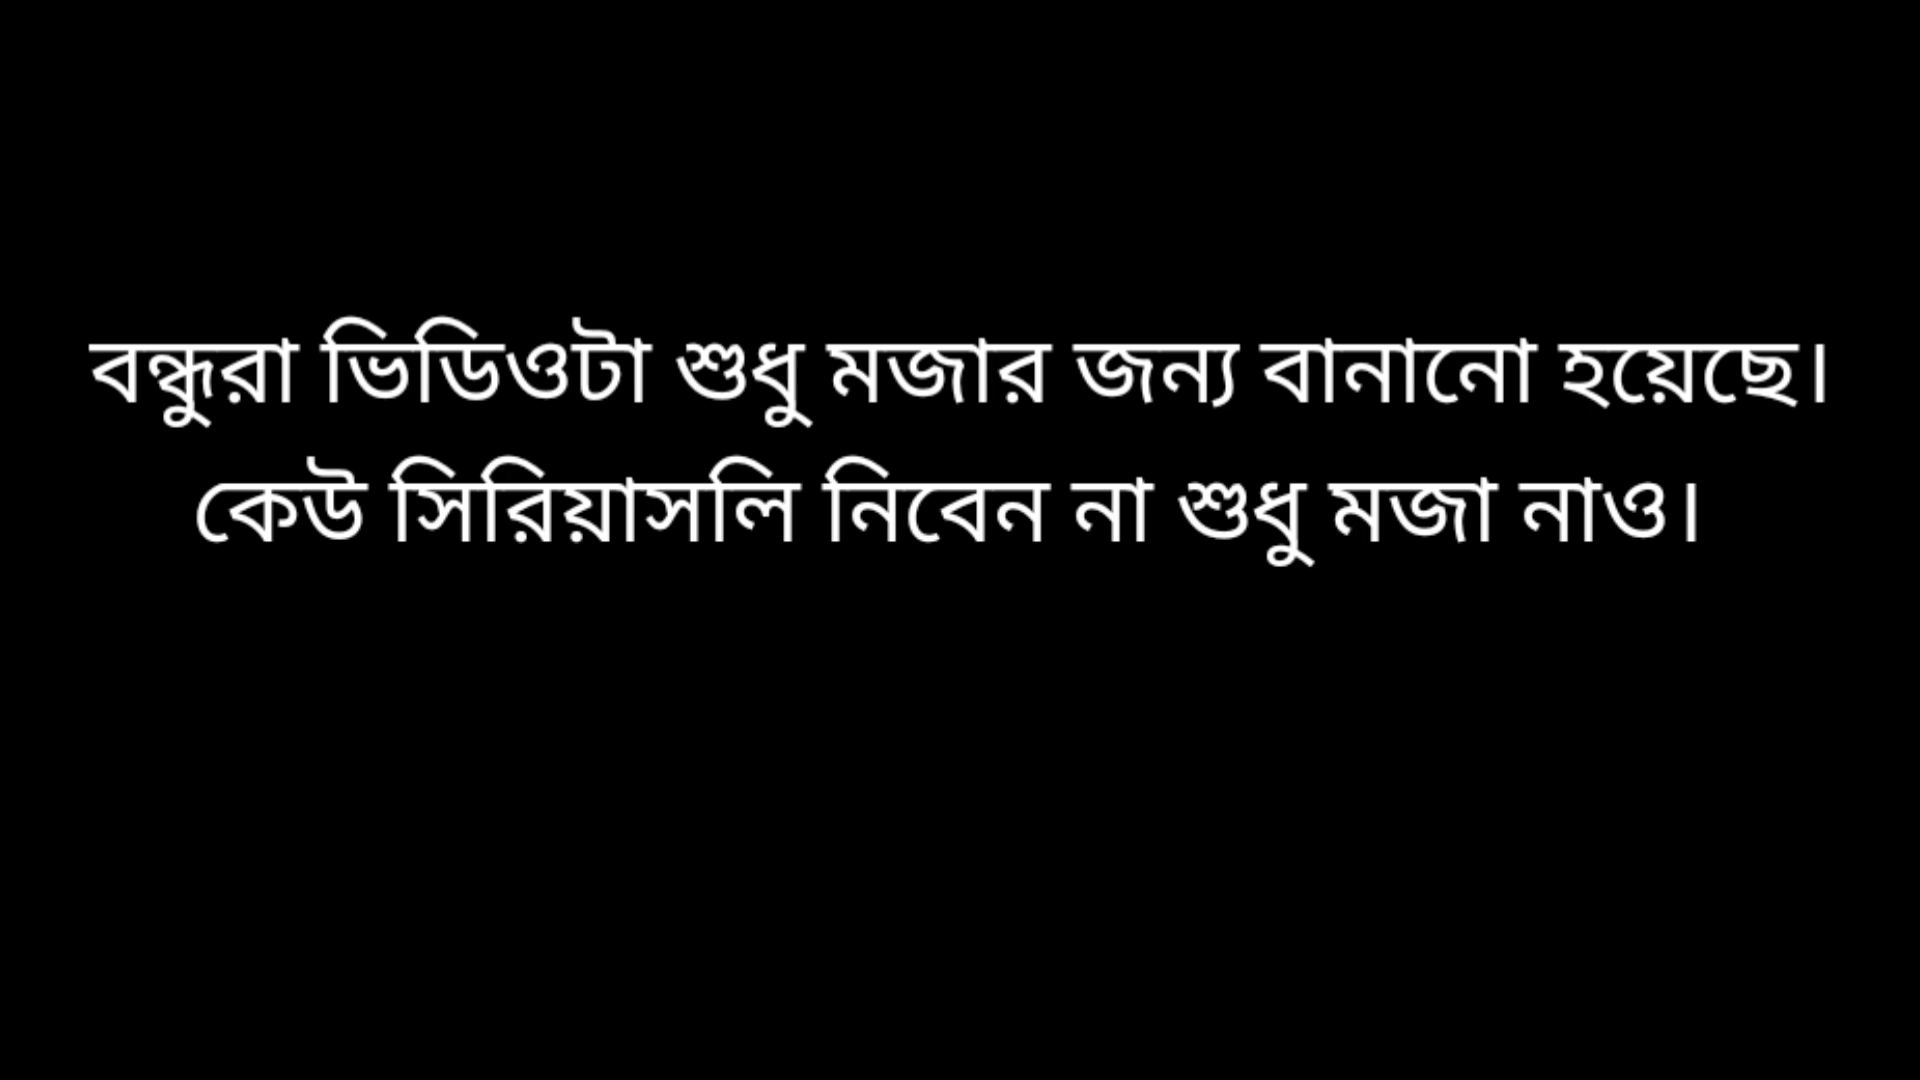 বন্ধুরা ভিডিওটা শুধু মজার জন্য বানানো হয়েছে।
কেউ সিরিয়াসলি নিবেন না শুধু মজা নাও।